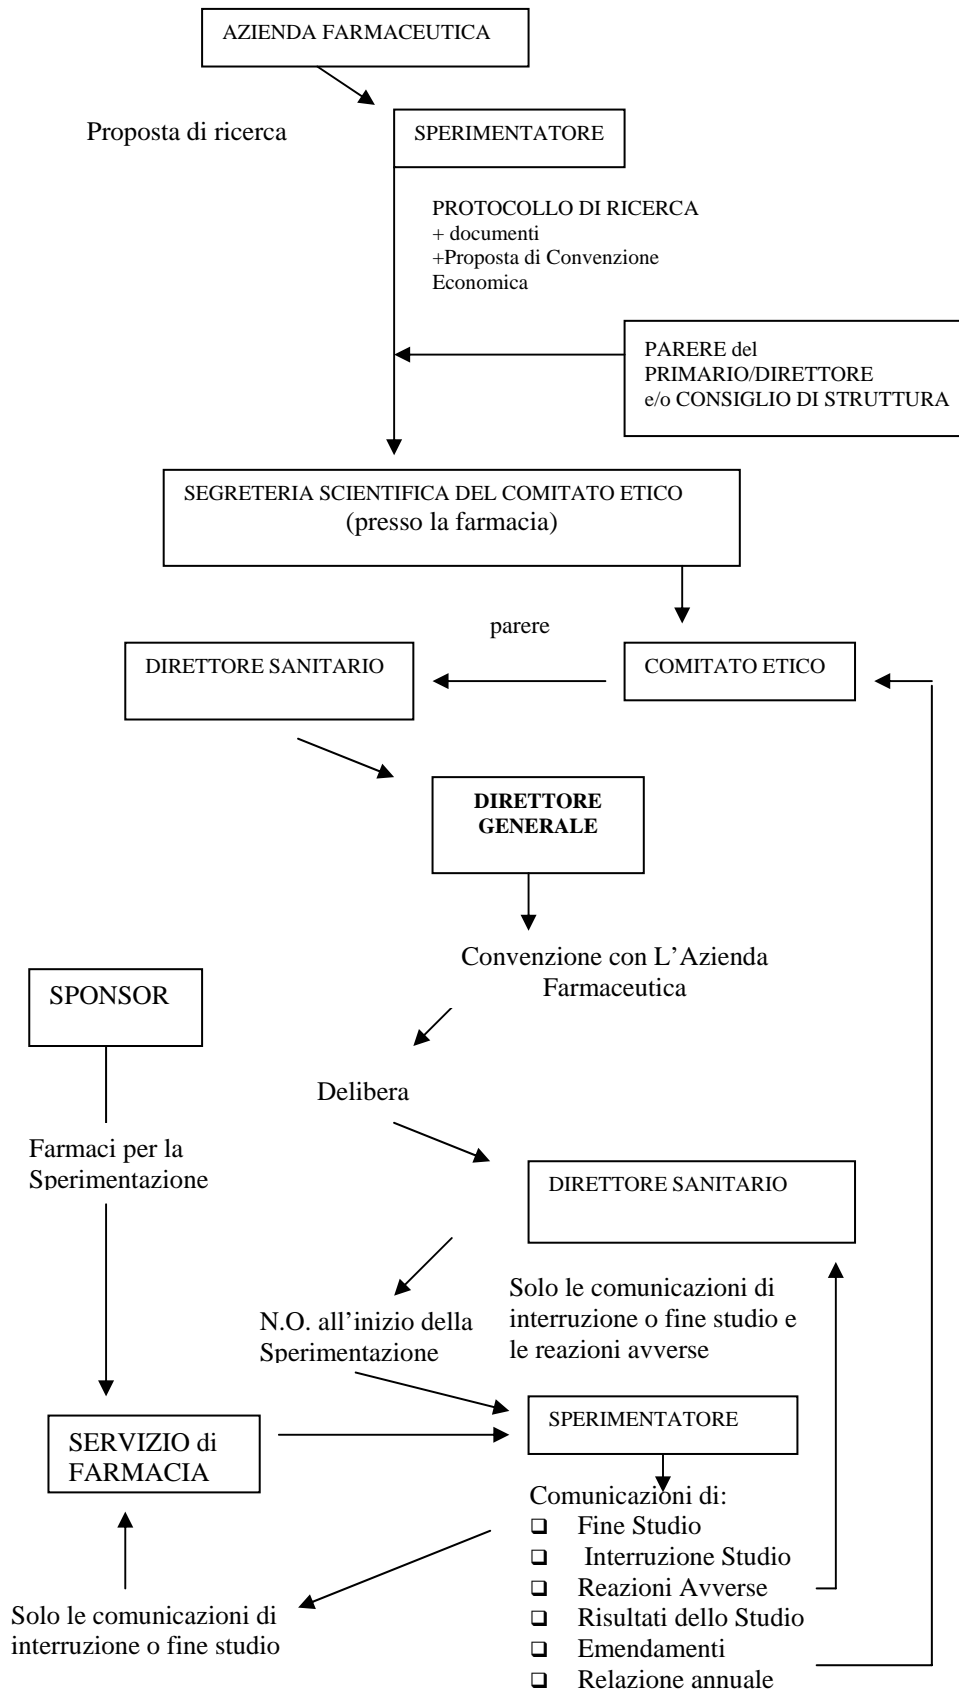 AZIENDA FARMACEUTICA
Proposta di ricerca
SPERIMENTATORE
PROTOCOLLO DI RICERCA
+ documenti
+Proposta di Convenzione
Economica
PARERE del
PRIMARIO/DIRETTORE
e/o CONSIGLIO DI STRUTTURA
SEGRETERIA SCIENTIFICA DEL COMITATO ETICO
(presso la farmacia)
parere
DIRETTORE SANITARIO
COMITATO ETICO
DIRETTORE
GENERALE
Convenzione con L'Azienda
Farmaceutica
SPONSOR
Delibera
Farmaci per la
Sperimentazione
DIRETTORE SANITARIO
Solo le comunicazioni di
interruzione o fine studio e
le reazioni avverse
N.O. all'inizio della
Sperimentazione
SPERIMENTATORE
SERVIZIO di
FARMACIA
Comunicazioni di:
❑ Fine Studio
❑ Interruzione Studio
❑ Reazioni Avverse
❑ Risultati dello Studio
❑ Emendamenti
❑ Relazione annuale
Solo le comunicazioni di
interruzione o fine studio